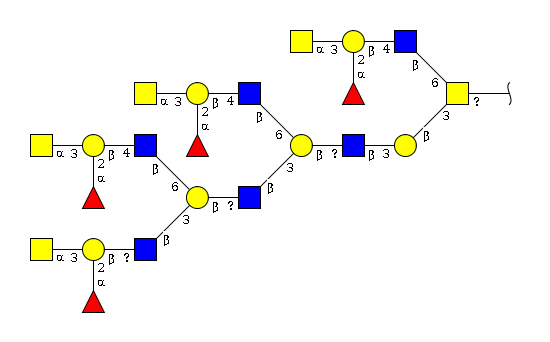 α 3 β 4 β
2 α 6
α 3 β 4 β ?
2 α 6 3
α 3 β 4 β β ? β 3 β
2 α 6 3
β ? β
3
α 3 β ? β
2
α